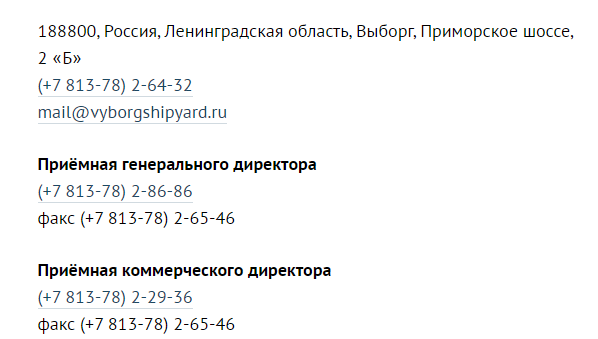 188800, Россия, Ленинградская область, Выборг, Приморское шоссе,
2 «Б»
(+7 813-78) 2-64-32
mail@vyborgshipyard.ru
Приёмная генерального директора
(+7 813-78) 2-86-86
факс (+7 813-78) 2-65-46
Приёмная коммерческого директора
(+7 813-78) 2-29-36
факс (+7 813-78) 2-65-46